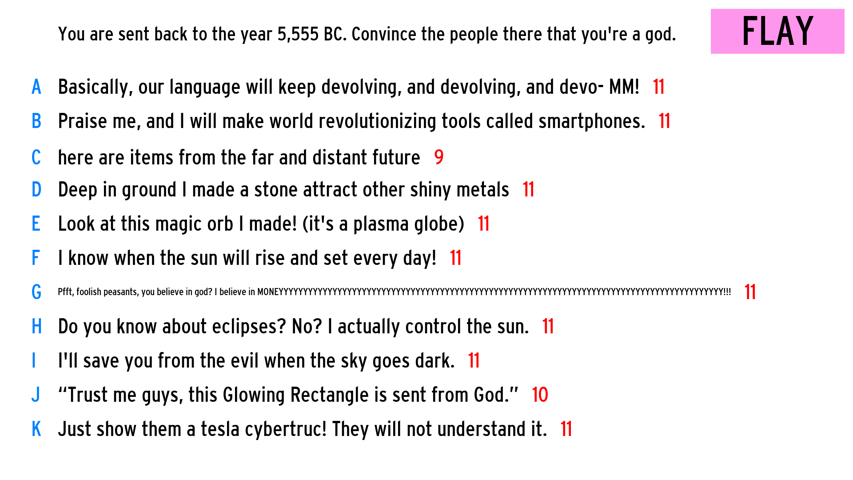 You are sent back to the year 5,555 BC. Convince the people there that you're a god.
FLAY
A Basically, our language will keep devolving, and devolving, and devo- MM! 11
B Praise me, and I will make world revolutionizing tools called smartphones. 11
C here are items from the far and distant future 9
D Deep in ground I made a stone attract other shiny metals 11
E Look at this magic orb I made! (it's a plasma globe) 11
F I know when the sun will rise and set every day! 11
G Pfft, foolish peasants, you believe in god? I believe in MONEYYYYYYYYYYYYYYYYYYYYYYYYYYYYYYYYYYYYYYYYYYYYYYYYYYYYYYYYYYYYYYYYYYYYYYYYYYYYYYYYYYYYYYYYYYY!!! 11
H Do you know about eclipses? No? I actually control the sun. 11
I I'll save you from the evil when the sky goes dark. 11
J “Trust me guys, this Glowing Rectangle is sent from God.” 10
K Just show them a tesla cybertruc! They will not understand it. 11